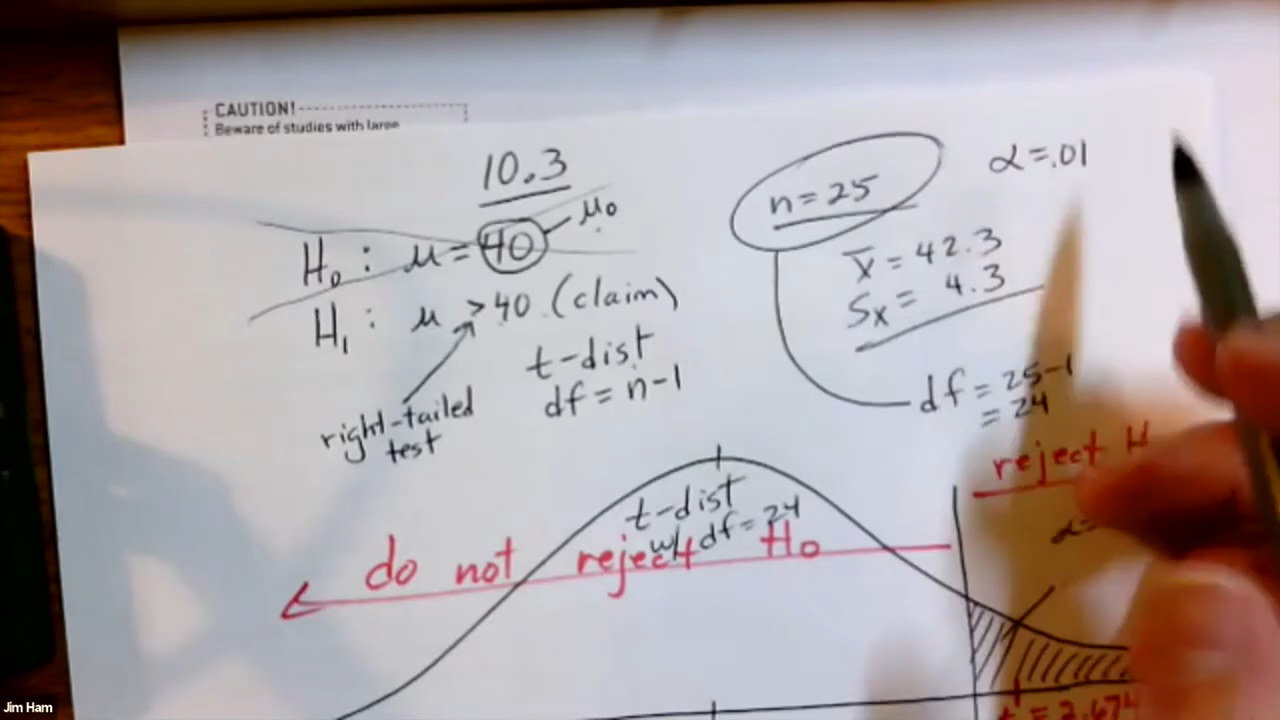 CAUTION!
Beware of studies with large
10.3
H₀ : μ = 40 μ₀
H₁ : μ > 40 (claim)
right-tailed
test
t-dist
df = n-1
n = 25
α = .01
x̄ = 42.3
Sx = 4.3
df = 25-1
= 24
reject H
α =
t-dist
w/ df = 24
do not reject H₀
t = 2.674
Jim Ham